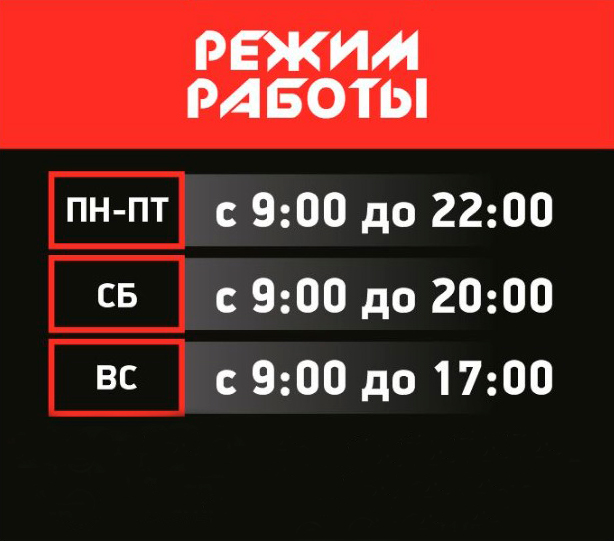 РЕЖИМ
РАБОТЫ
ПН-ПТ с 9:00 до 22:00
СБ с 9:00 до 20:00
ВС с 9:00 до 17:00